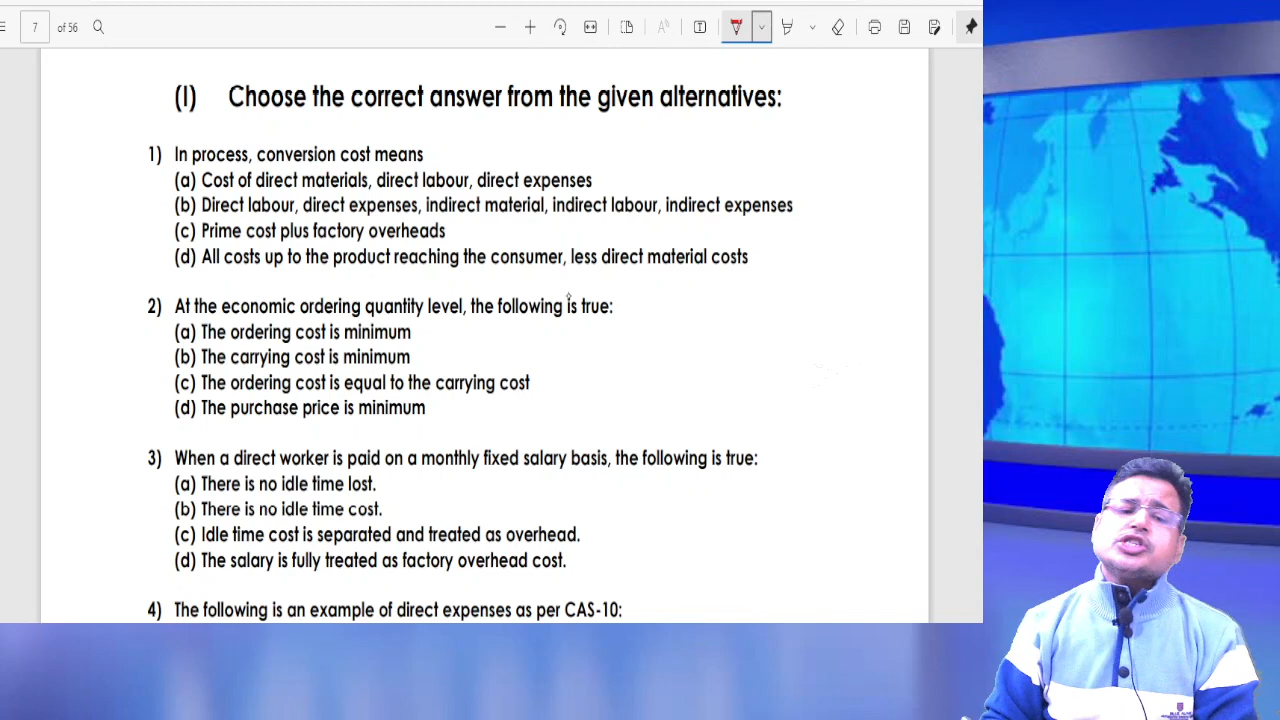 7 of 56
(I) Choose the correct answer from the given alternatives:
1) In process, conversion cost means
(a) Cost of direct materials, direct labour, direct expenses
(b) Direct labour, direct expenses, indirect material, indirect labour, indirect expenses
(c) Prime cost plus factory overheads
(d) All costs up to the product reaching the consumer, less direct material costs
2) At the economic ordering quantity level, the following is true:
(a) The ordering cost is minimum
(b) The carrying cost is minimum
(c) The ordering cost is equal to the carrying cost
(d) The purchase price is minimum
3) When a direct worker is paid on a monthly fixed salary basis, the following is true:
(a) There is no idle time lost.
(b) There is no idle time cost.
(c) Idle time cost is separated and treated as overhead.
(d) The salary is fully treated as factory overhead cost.
4) The following is an example of direct expenses as per CAS-10: